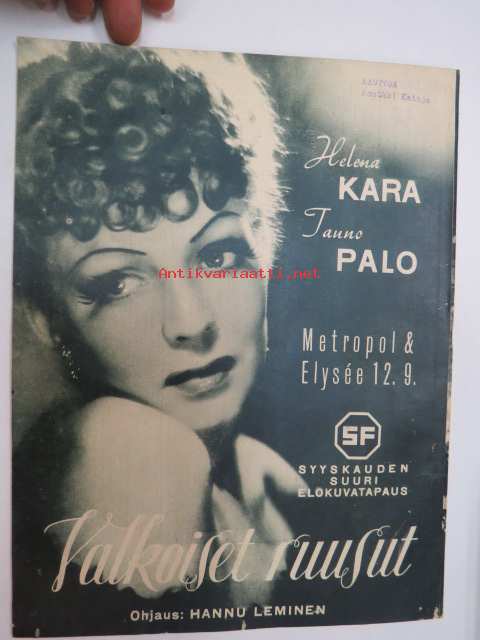 Helena
KARA
Tauno
PALO
Antikvariaatti.net
Metropol &
Elysée 12.9.
SF
SYYSKAUDEN
SUURI
ELOKUVATAPAUS
Valkoiset ruusut
Ohjaus: HANNU LEMINEN